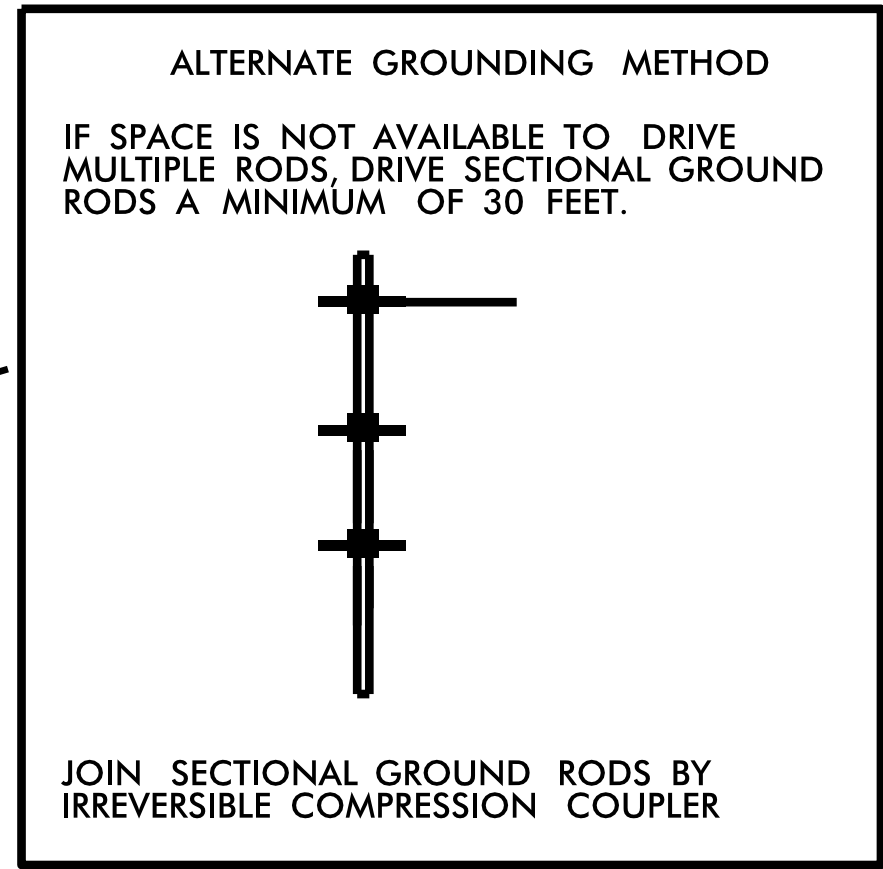 ALTERNATE GROUNDING METHOD
IF SPACE IS NOT AVAILABLE TO DRIVE
MULTIPLE RODS, DRIVE SECTIONAL GROUND
RODS A MINIMUM OF 30 FEET.
JOIN SECTIONAL GROUND RODS BY
IRREVERSIBLE COMPRESSION COUPLER